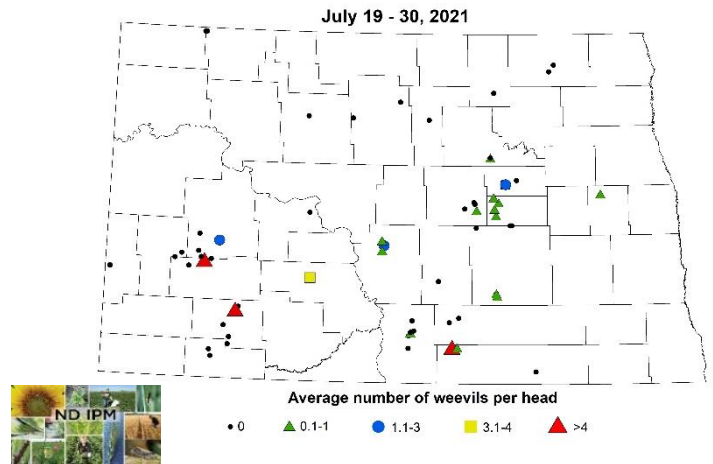 July 19 - 30, 2021
ND IPM
Average number of weevils per head
0 0.1-1 1.1-3 3.1-4 >4